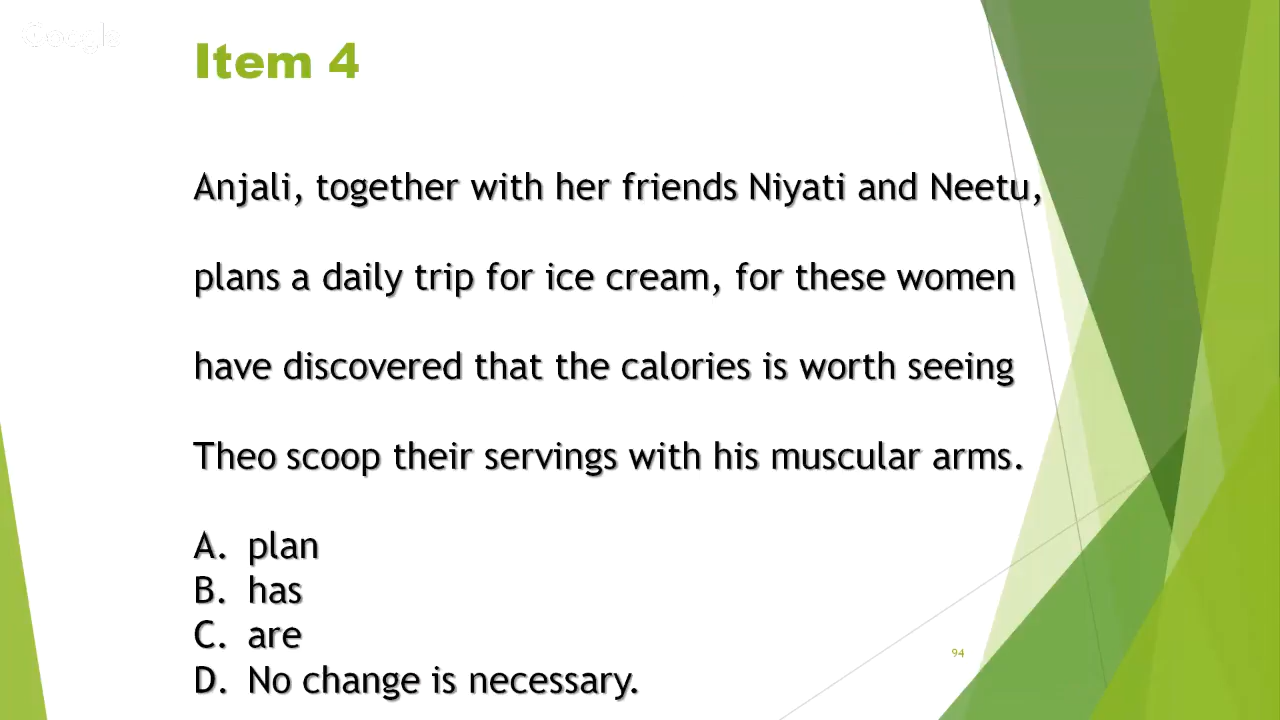 Google
Item 4
Anjali, together with her friends Niyati and Neetu,
plans a daily trip for ice cream, for these women
have discovered that the calories is worth seeing
Theo scoop their servings with his muscular arms.
A. plan
B. has
C. are
D. No change is necessary.
94